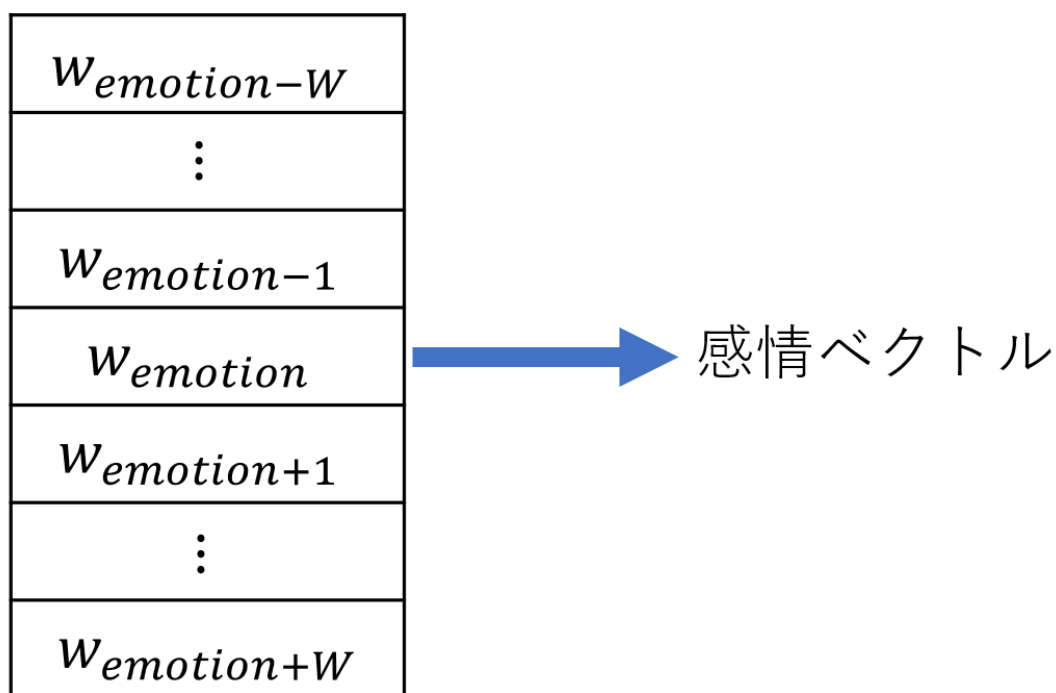 w_{emotion−W}
⋮
w_{emotion−1}
w_{emotion} 感情ベクトル
w_{emotion+1}
⋮
w_{emotion+W}